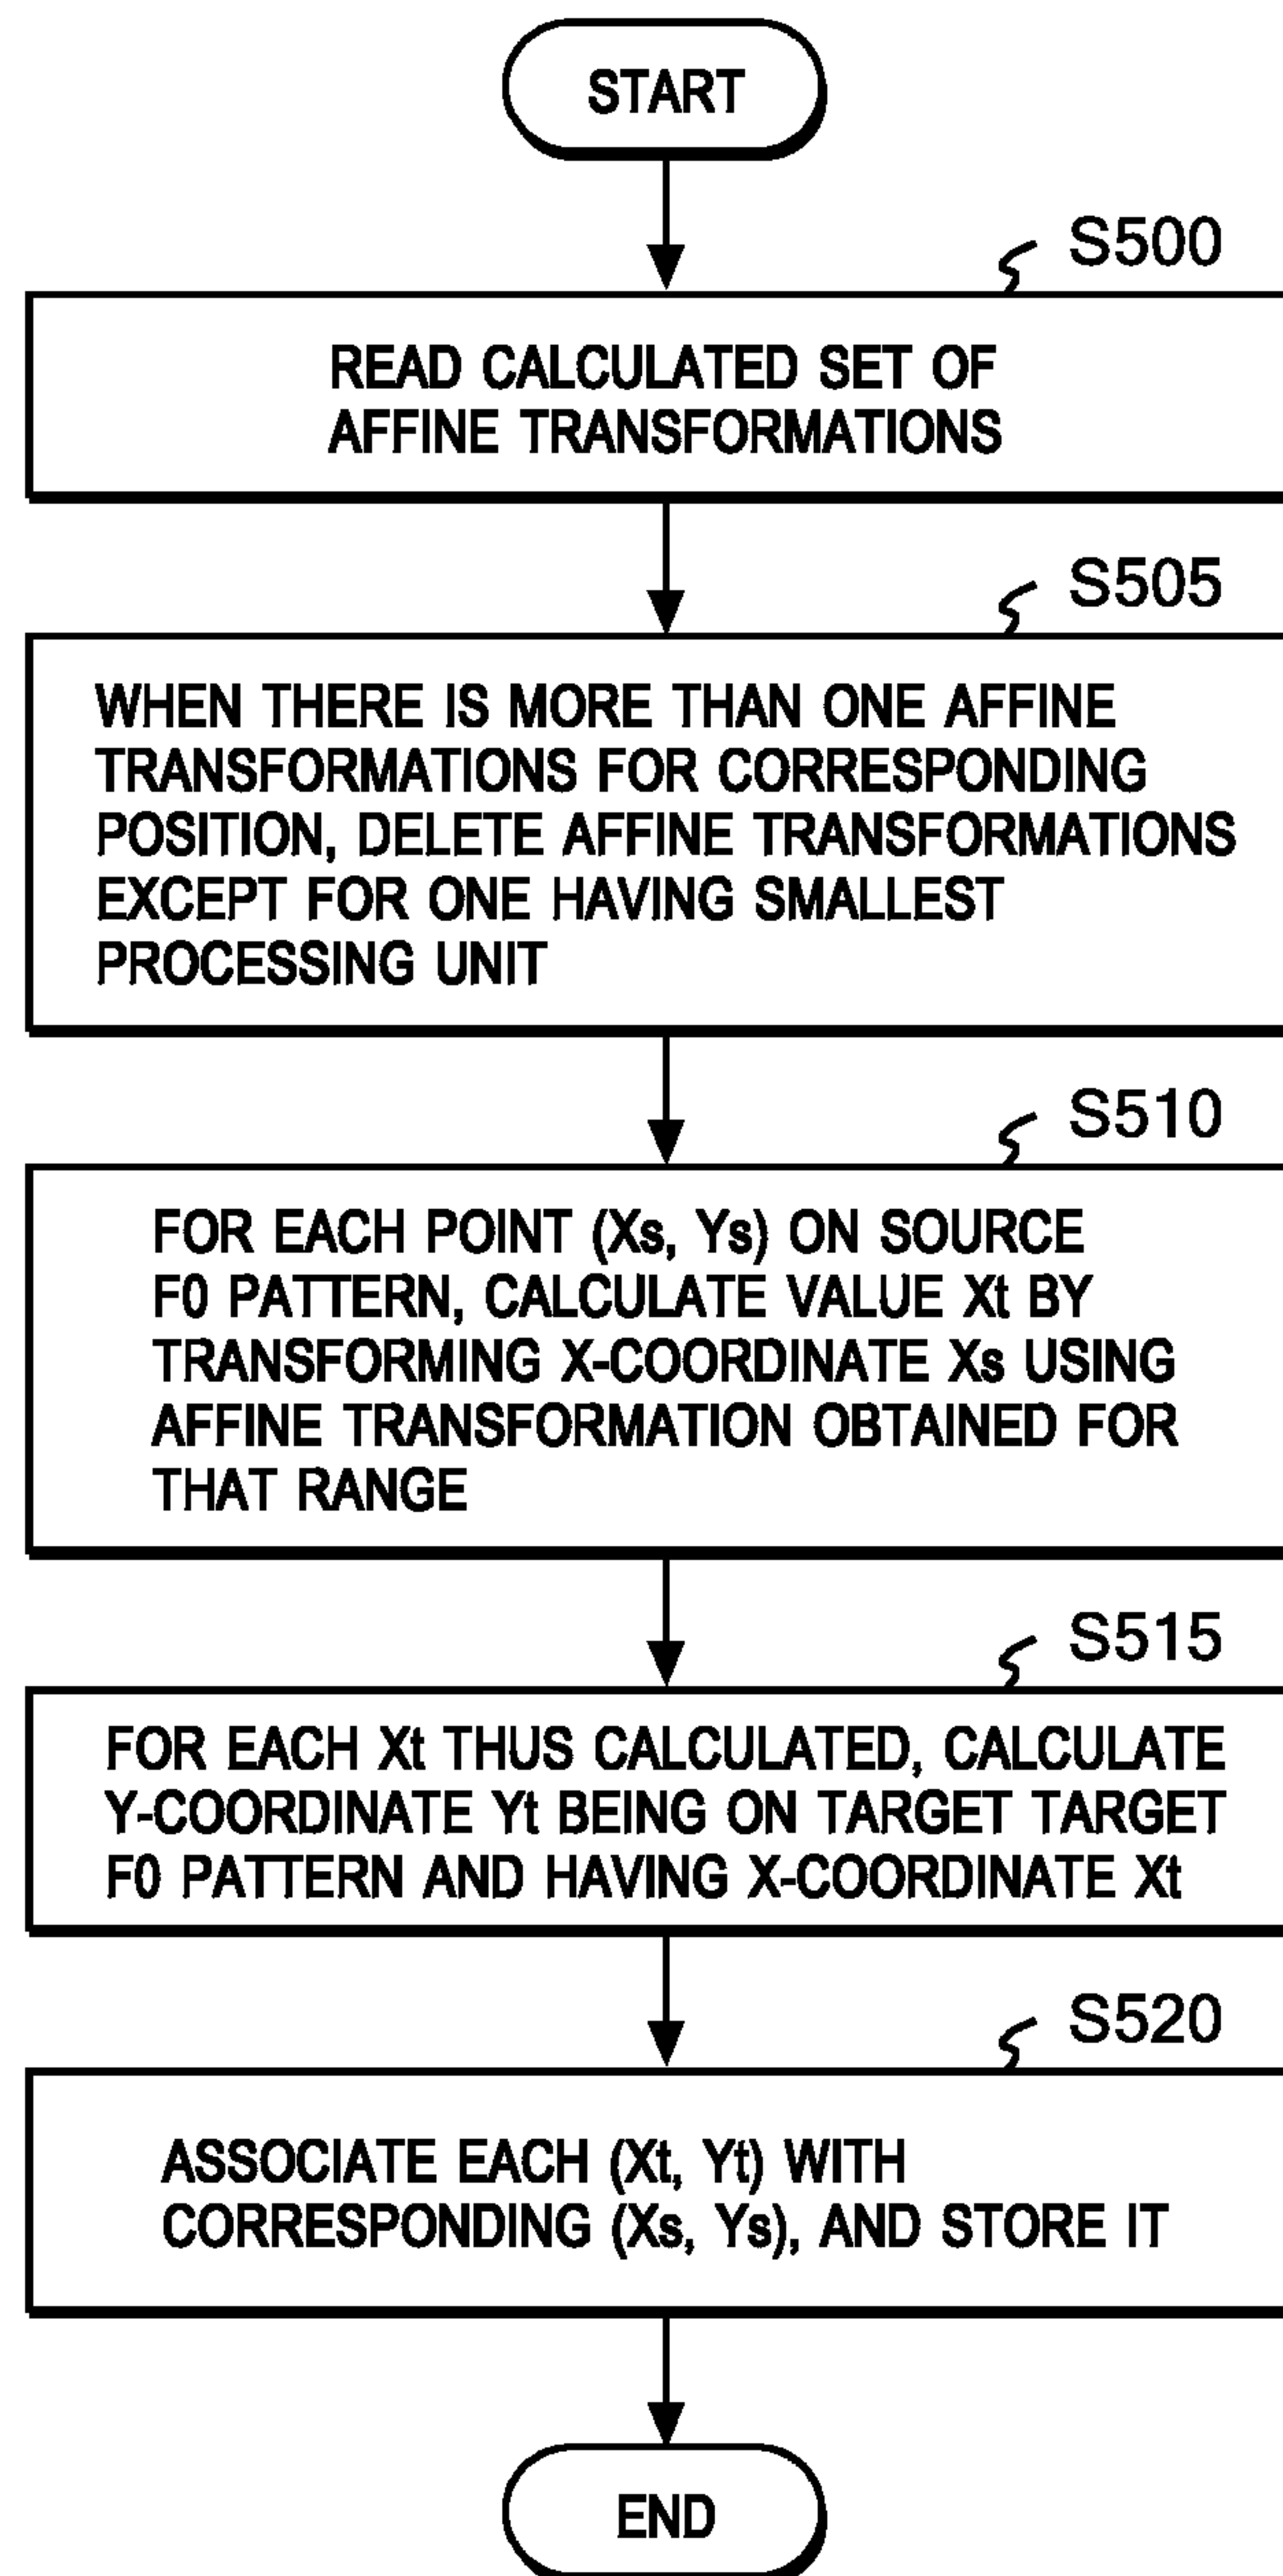 START
S500
READ CALCULATED SET OF
AFFINE TRANSFORMATIONS
S505
WHEN THERE IS MORE THAN ONE AFFINE
TRANSFORMATIONS FOR CORRESPONDING
POSITION, DELETE AFFINE TRANSFORMATIONS
EXCEPT FOR ONE HAVING SMALLEST
PROCESSING UNIT
S510
FOR EACH POINT (Xs, Ys) ON SOURCE
F0 PATTERN, CALCULATE VALUE Xt BY
TRANSFORMING X-COORDINATE Xs USING
AFFINE TRANSFORMATION OBTAINED FOR
THAT RANGE
S515
FOR EACH Xt THUS CALCULATED, CALCULATE
Y-COORDINATE Yt BEING ON TARGET TARGET
F0 PATTERN AND HAVING X-COORDINATE Xt
S520
ASSOCIATE EACH (Xt, Yt) WITH
CORRESPONDING (Xs, Ys), AND STORE IT
END